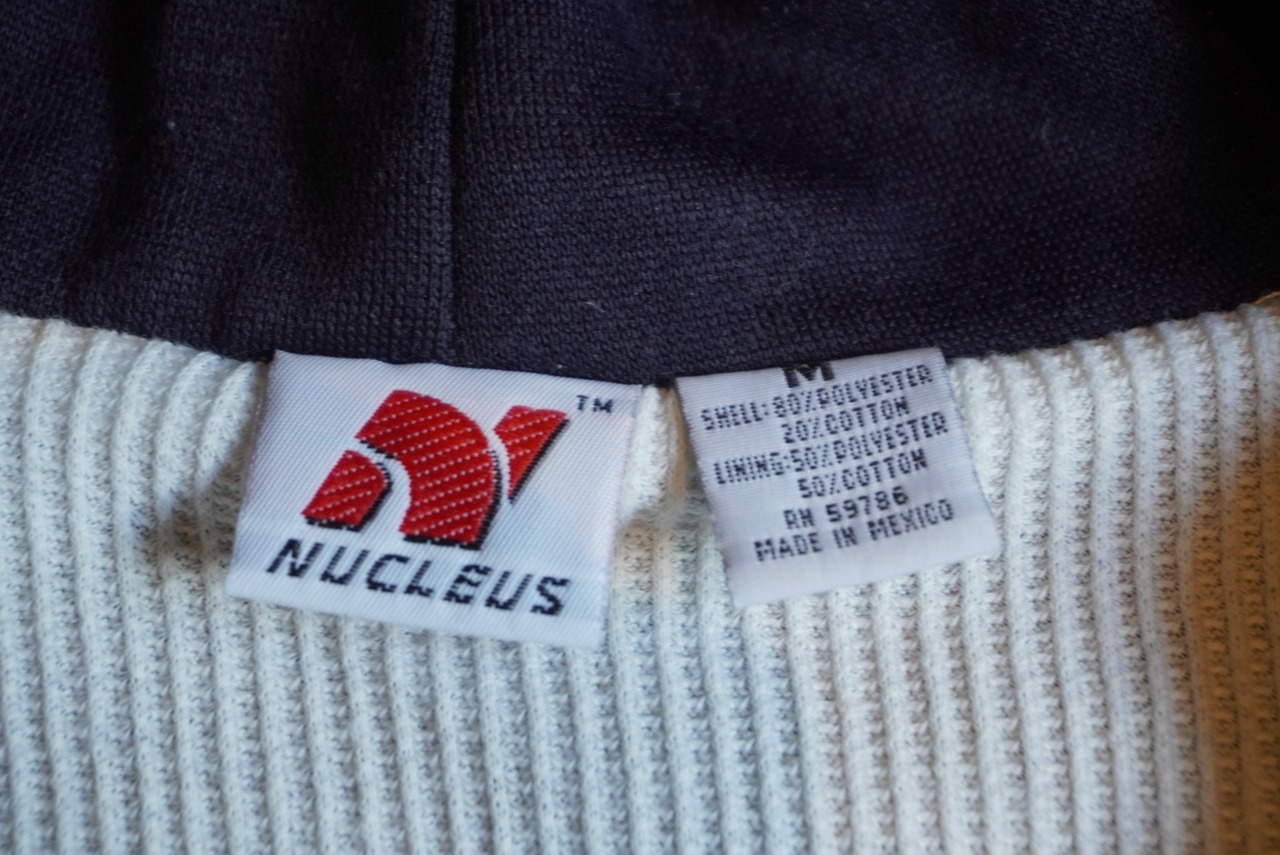 TM
NUCLEUS
M
SHELL:80%POLYESTER
20%COTTON
LINING:50%POLYESTER
50%COTTON
RN 59786
MADE IN MEXICO